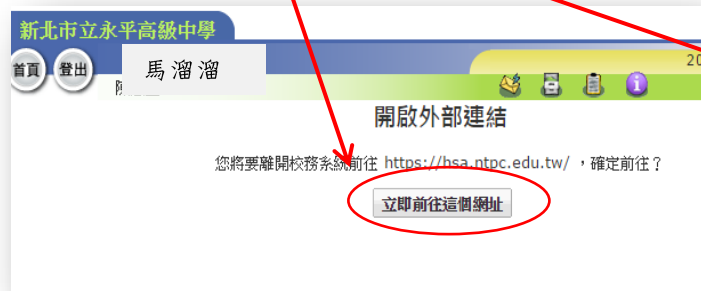 新北市立永平高級中學
首頁 登出 馬溜溜
20
開啟外部連結
您將要離開校務系統前往 https://hsa.ntpc.edu.tw/ ，確定前往？
立即前往這個網址